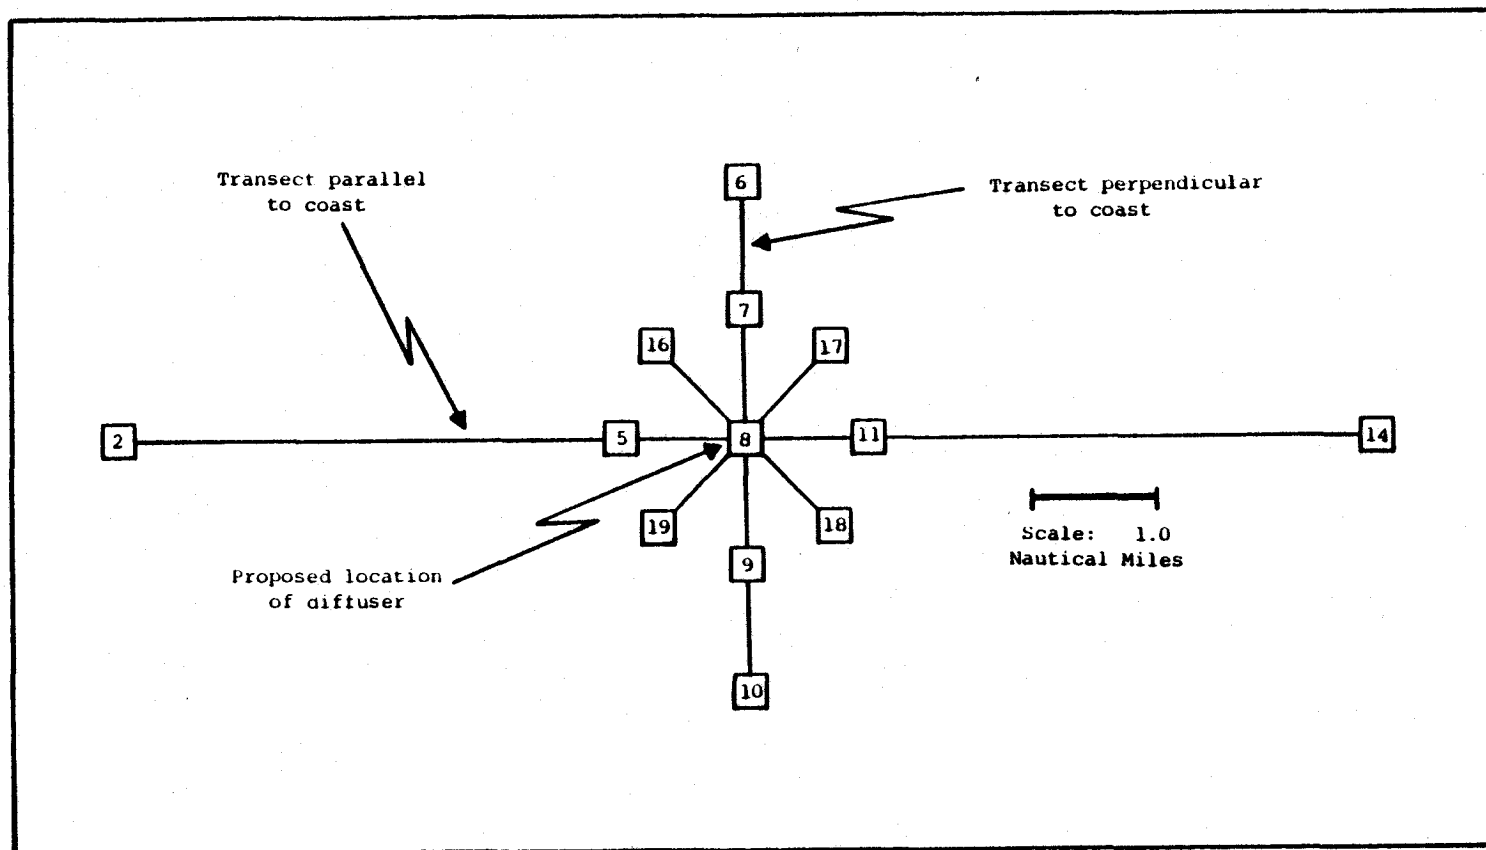 Transect parallel
to coast
6
Transect perpendicular
to coast
7
16
17
2
5
8
11
14
19
18
Scale: 1.0
Nautical Miles
9
Proposed location
of diffuser
10